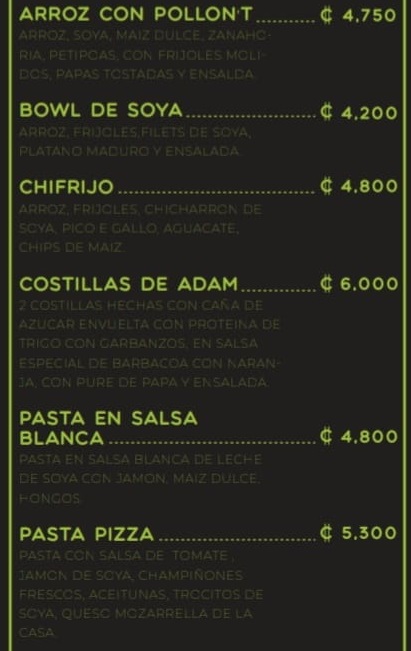 ARROZ CON POLLON'T ₡ 4,750
ARROZ, SOYA, MAIZ DULCE, ZANAHO-
RIA, PETIPOAS, CON FRIJOLES MOLI-
DOS, PAPAS TOSTADAS Y ENSALDA.
BOWL DE SOYA ₡ 4,200
ARROZ, FRIJOLES,FILETS DE SOYA,
PLATANO MADURO Y ENSALADA.
CHIFRIJO ₡ 4,800
ARROZ, FRIJOLES, CHICHARRON DE
SOYA, PICO E GALLO, AGUACATE,
CHIPS DE MAIZ.
COSTILLAS DE ADAM ₡ 6,000
2 COSTILLAS HECHAS CON CAÑA DE
AZUCAR ENVUELTA CON PROTEINA DE
TRIGO CON GARBANZOS, EN SALSA
ESPECIAL DE BARBACOA CON NARAN-
JA, CON PURE DE PAPA Y ENSALADA.
PASTA EN SALSA
BLANCA ₡ 4,800
PASTA EN SALSA BLANCA DE LECHE
DE SOYA CON JAMON, MAIZ DULCE,
HONGOS.
PASTA PIZZA ₡ 5,300
PASTA CON SALSA DE TOMATE ,
JAMON DE SOYA, CHAMPIÑONES
FRESCOS, ACEITUNAS, TROCITOS DE
SOYA, QUESO MOZARRELLA DE LA
CASA.